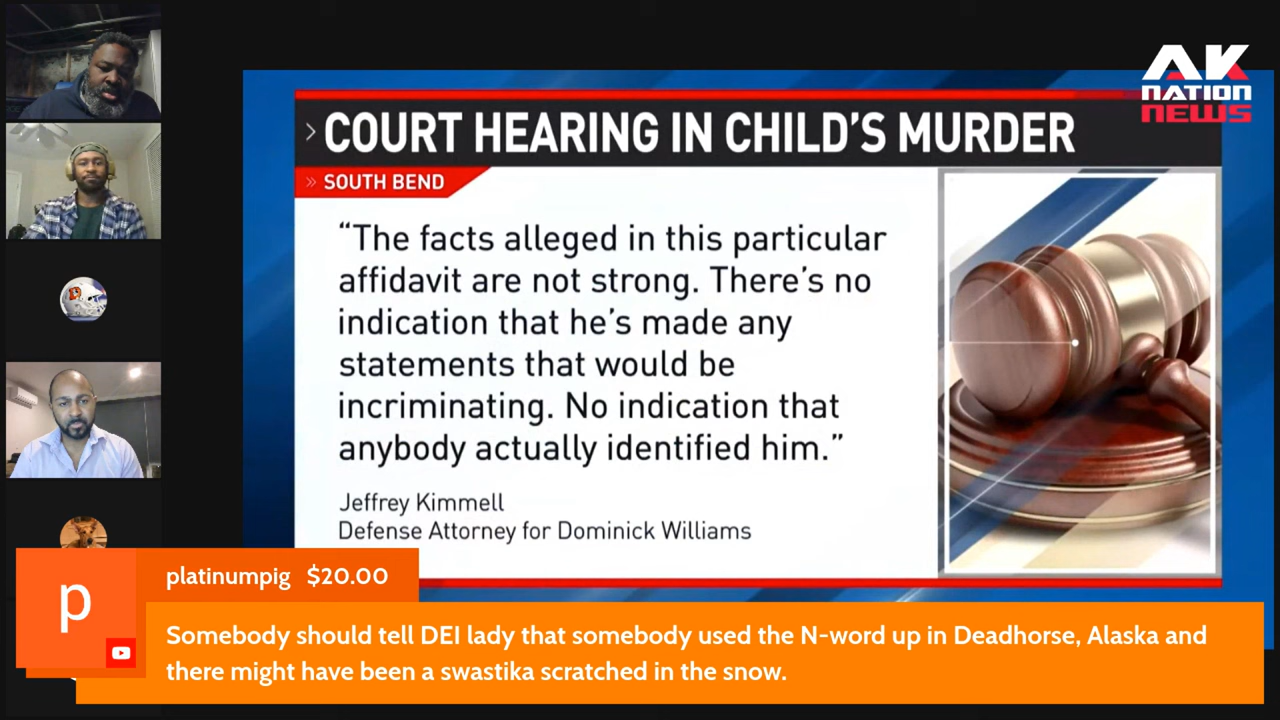 AK
NATION
NEWS
COURT HEARING IN CHILD'S MURDER
SOUTH BEND
“The facts alleged in this particular
affidavit are not strong. There's no
indication that he's made any
statements that would be
incriminating. No indication that
anybody actually identified him.”
Jeffrey Kimmell
Defense Attorney for Dominick Williams
p
platinumpig $20.00
Somebody should tell DEI lady that somebody used the N-word up in Deadhorse, Alaska and
there might have been a swastika scratched in the snow.